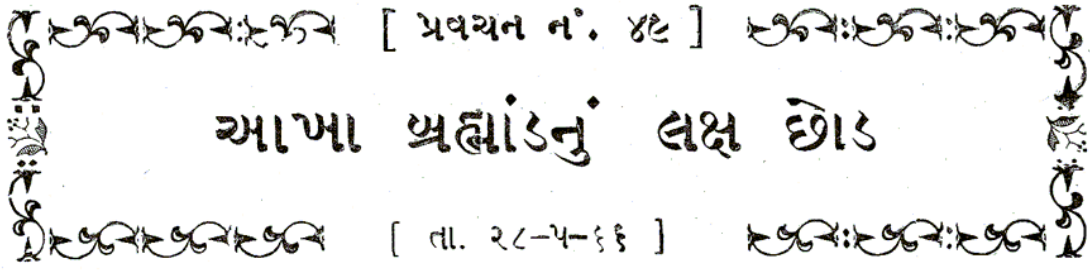 [ પ્રવચન નં. ૪૯ ]
આખા બ્રહ્માંડનું લક્ષ છોડ
[ તા. ૨૮-૫-૬૬ ]